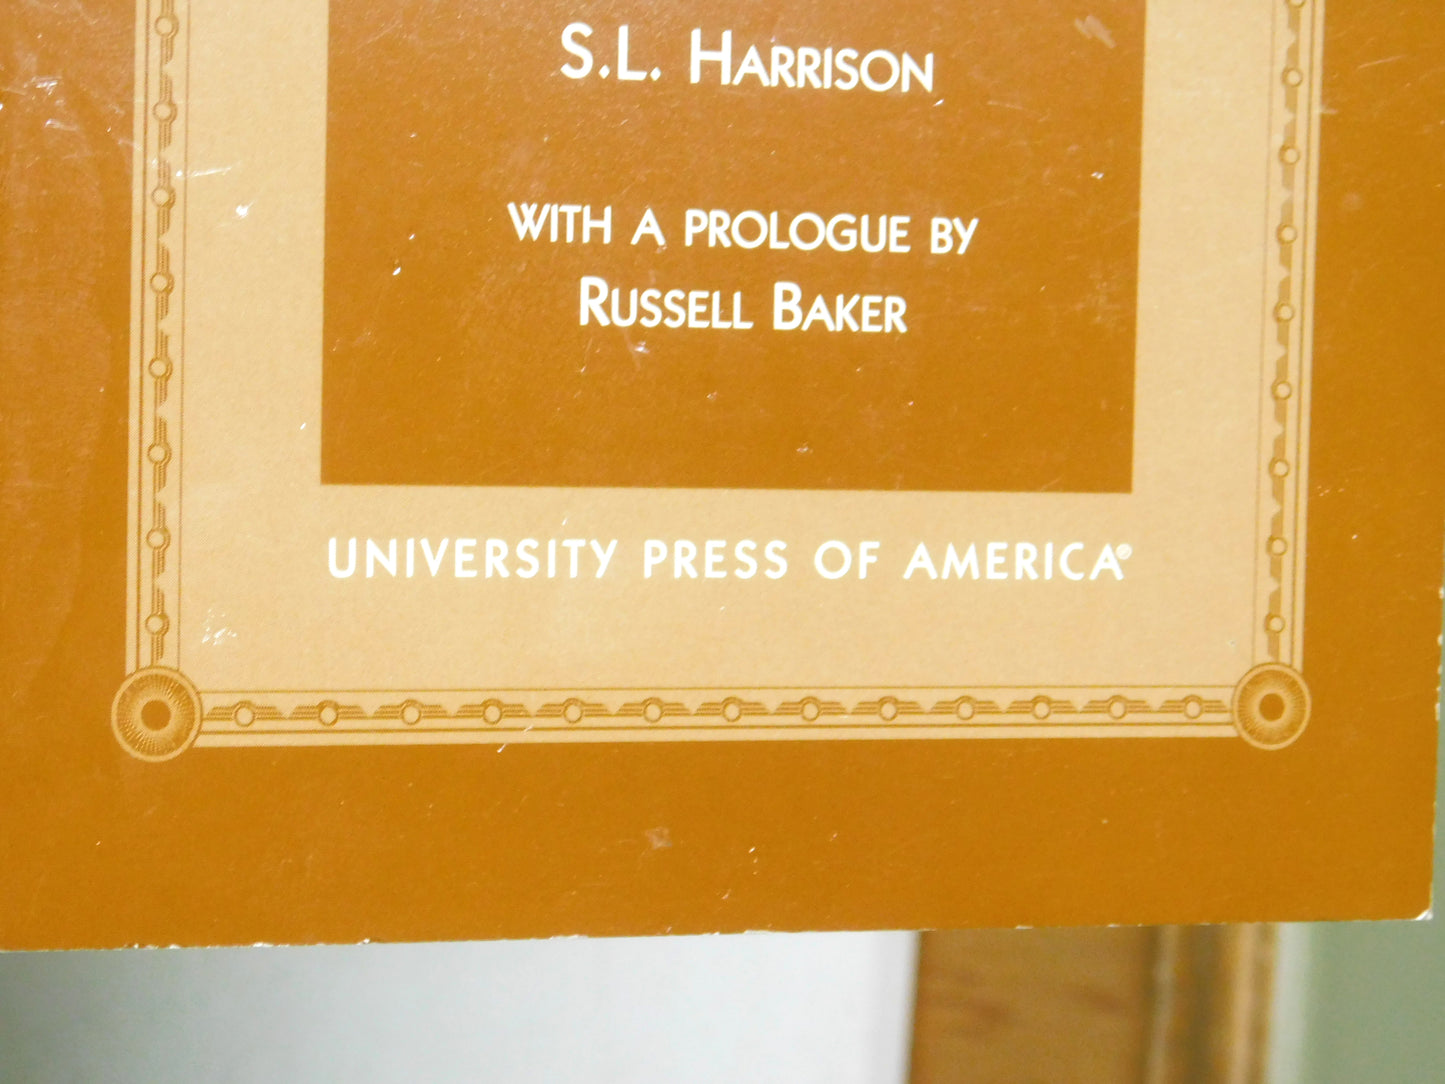 S.L. HARRISON
WITH A PROLOGUE BY
RUSSELL BAKER
UNIVERSITY PRESS OF AMERICA®